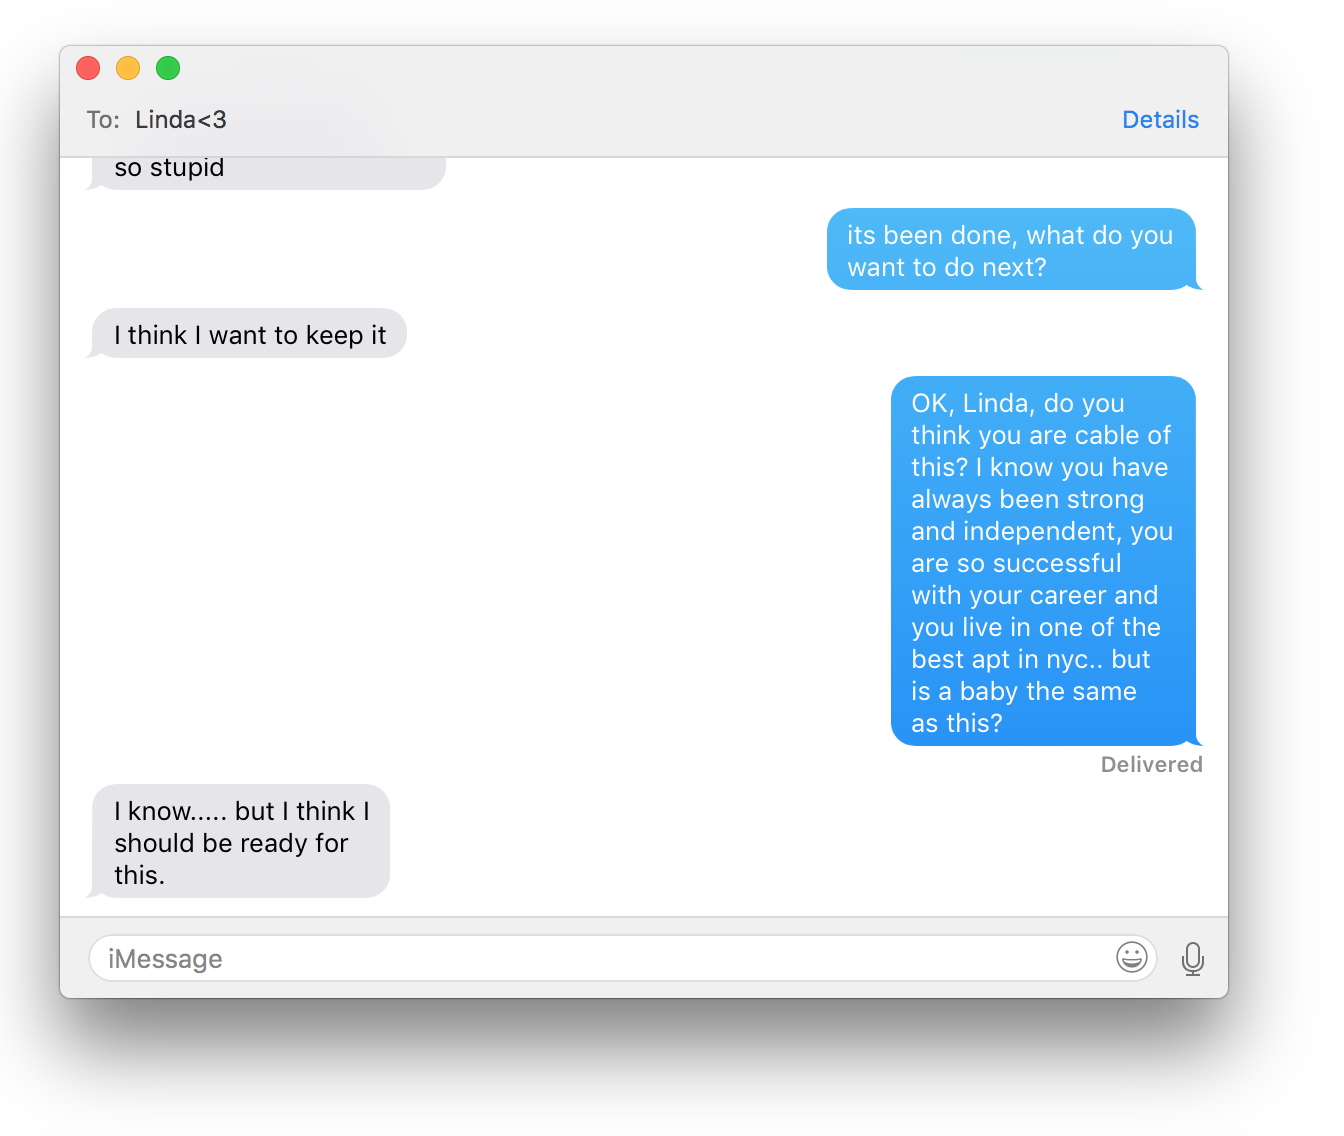 To: Linda<3
Details
so stupid
its been done, what do you
want to do next?
I think I want to keep it
OK, Linda, do you
think you are cable of
this? I know you have
always been strong
and independent, you
are so successful
with your career and
you live in one of the
best apt in nyc.. but
is a baby the same
as this?
Delivered
I know..... but I think I
should be ready for
this.
iMessage